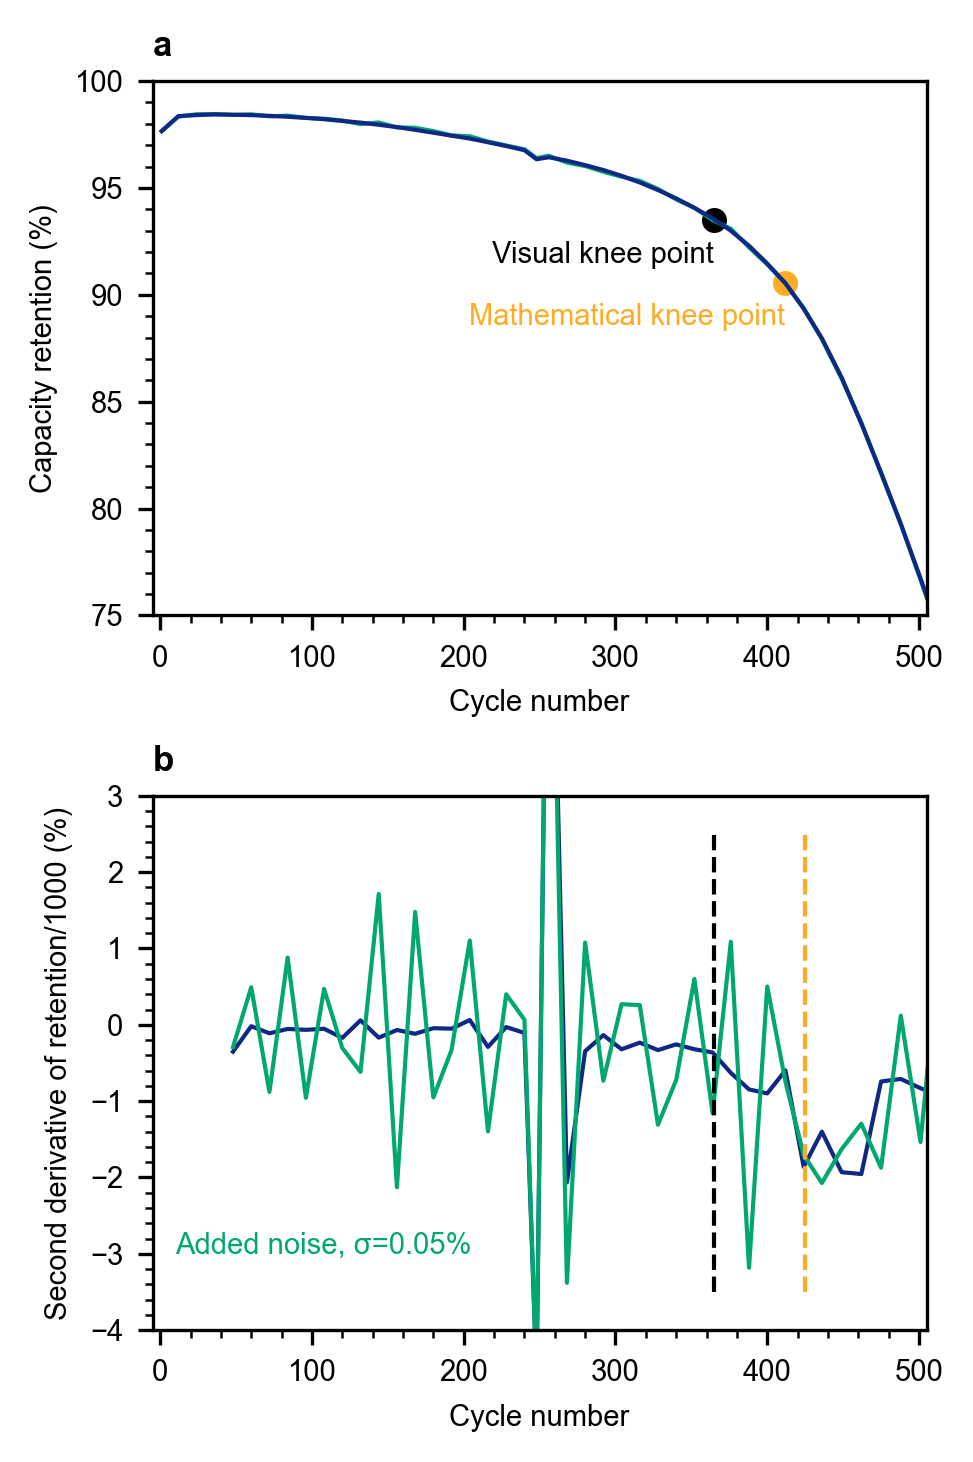 a
100
95
90
85
80
75
Capacity retention (%)
Visual knee point
Mathematical knee point
0 100 200 300 400 500
Cycle number
b
3
2
1
0
−1
−2
−3
−4
Second derivative of retention/1000 (%)
Added noise, σ=0.05%
0 100 200 300 400 500
Cycle number